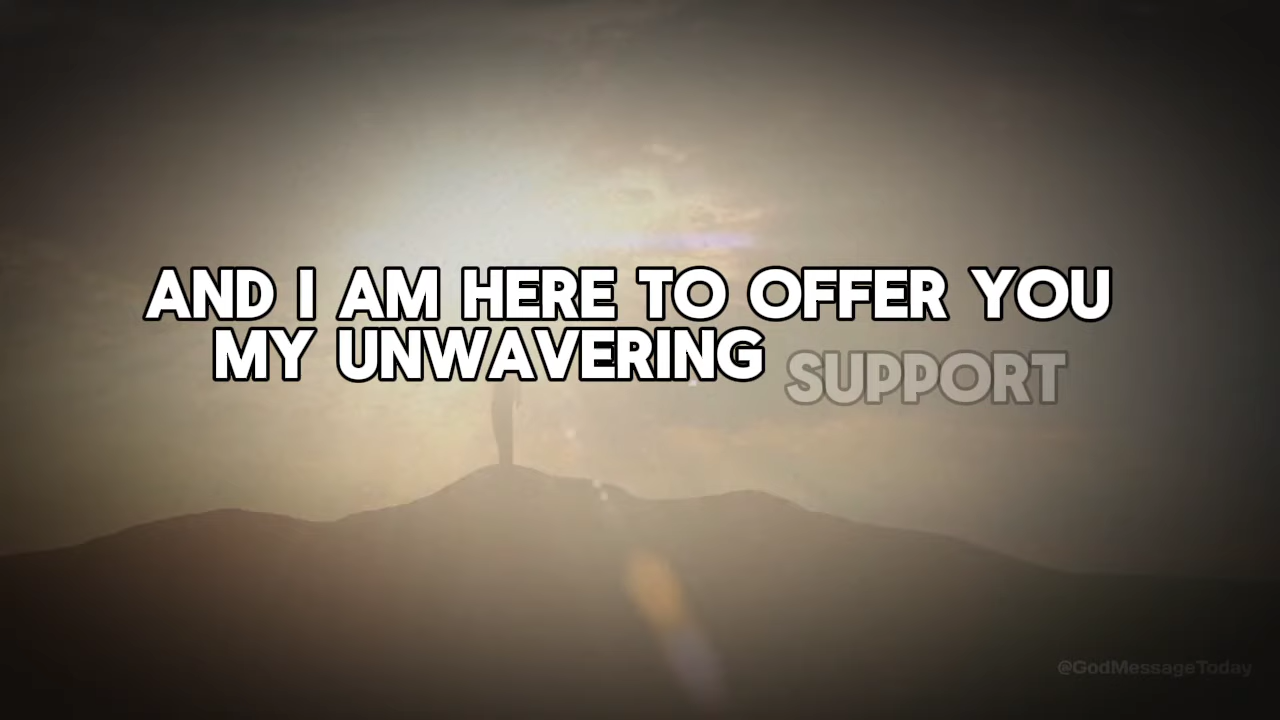 AND I AM HERE TO OFFER YOU
MY UNWAVERING SUPPORT
@GodMessageToday